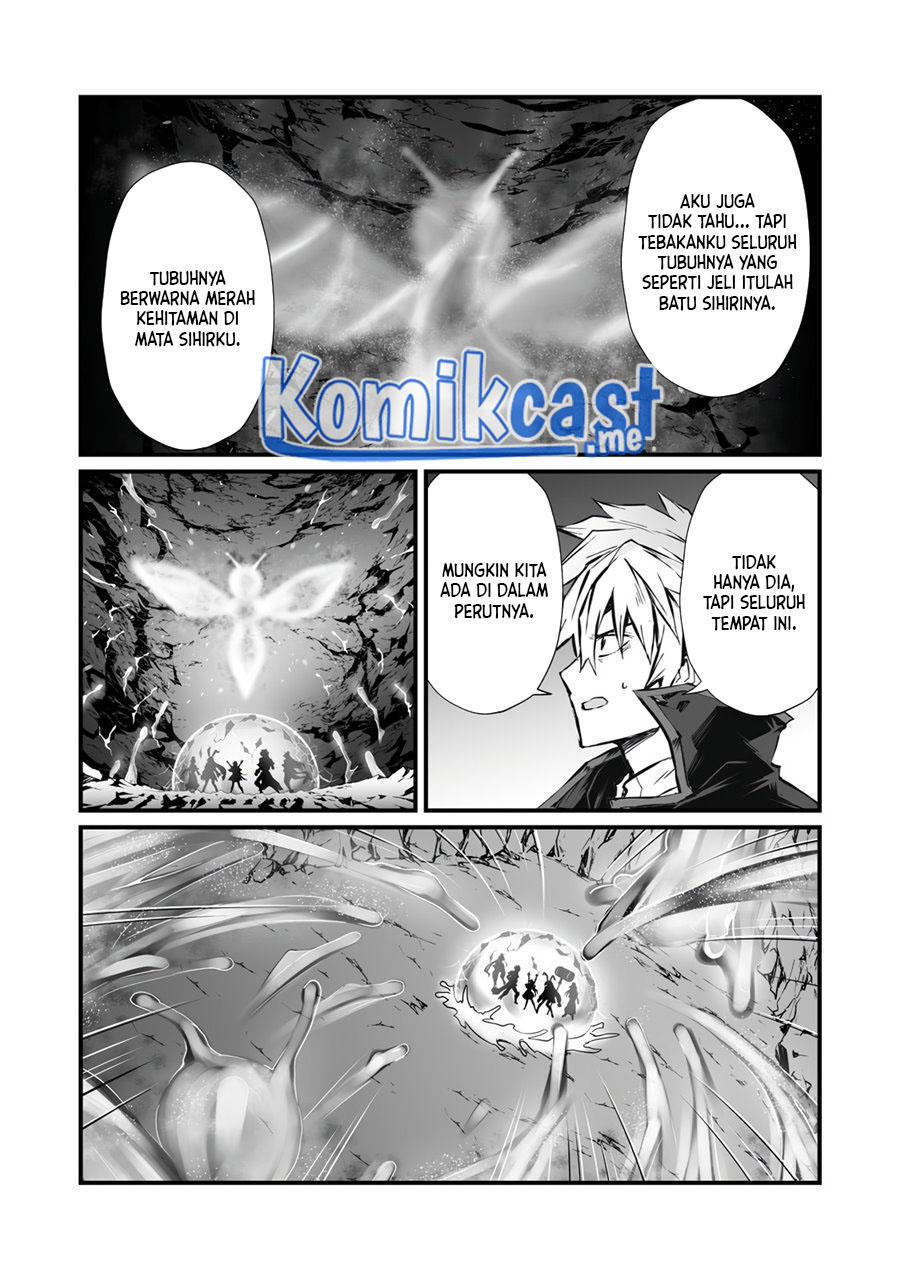 AKU JUGA
TIDAK TAHU... TAPI
TEBAKANKU SELURUH
TUBUHNYA YANG
SEPERTI JELI ITULAH
BATU SIHIRINYA.
TUBUHNYA
BERWARNA MERAH
KEHITAMAN DI
MATA SIHIRKU.
Komikcast
.me
TIDAK
HANYA DIA,
TAPI SELURUH
TEMPAT INI.
MUNGKIN KITA
ADA DI DALAM
PERUTNYA.